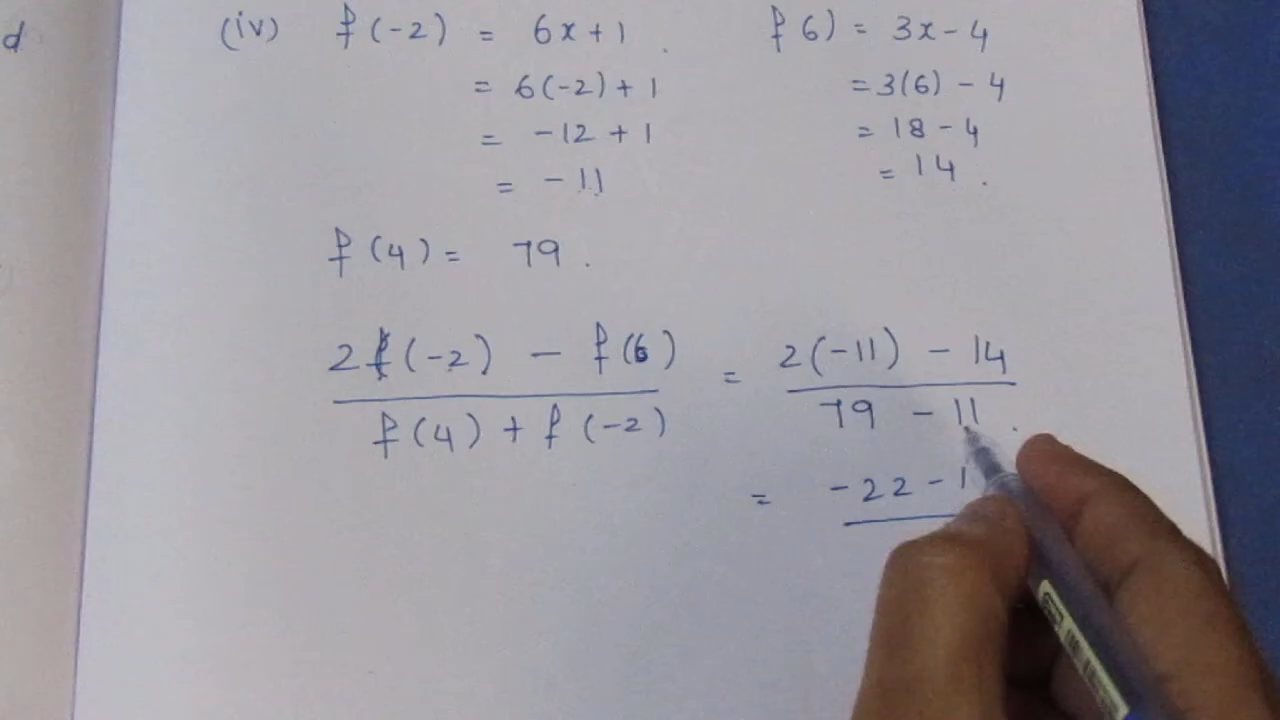 d
(iv) f(-2) = 6x+1 . f 6) = 3x-4
= 6(-2)+1 = 3(6) - 4
= -12 + 1 = 18 - 4
= -11 = 14 .
f(4) = 79 .
2f(-2) - f(6) = 2(-11) - 14
f(4) + f(-2) 79 - 11 .
= -22 - 1